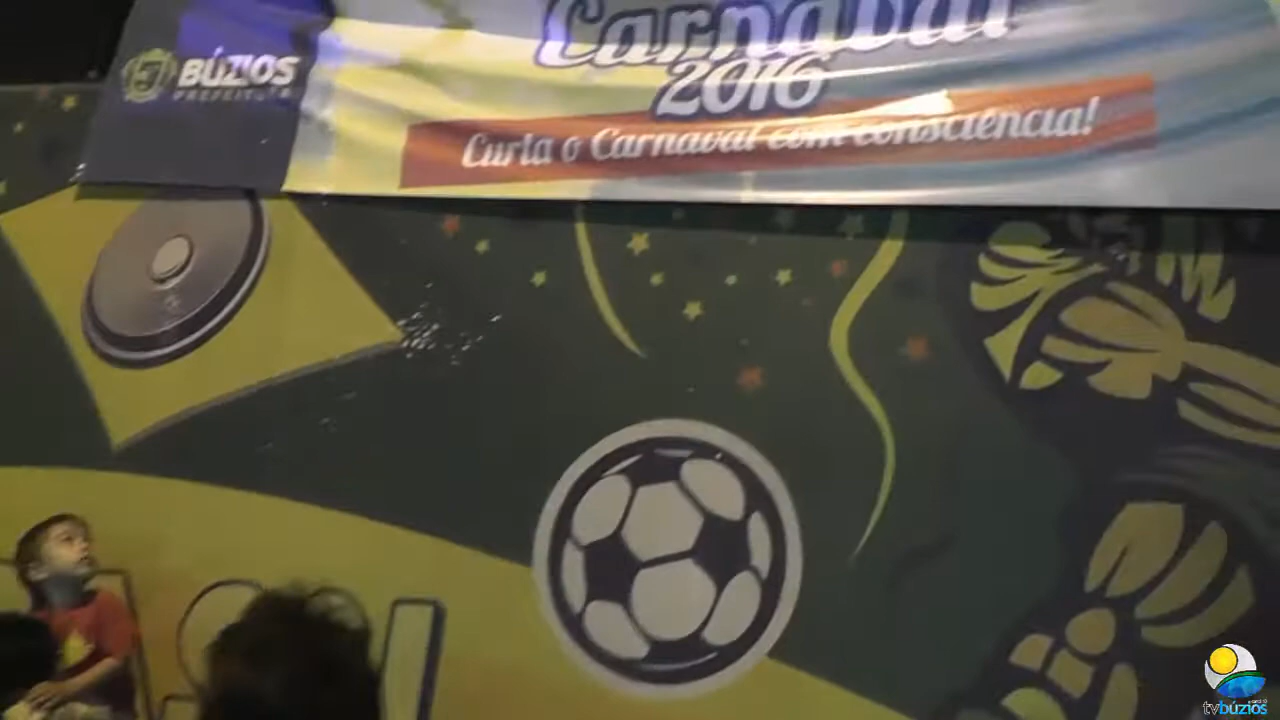 Carnaval
2016
BÚZIOS
PREFEITURA
Curta o Carnaval com consciência!
tvbúzios